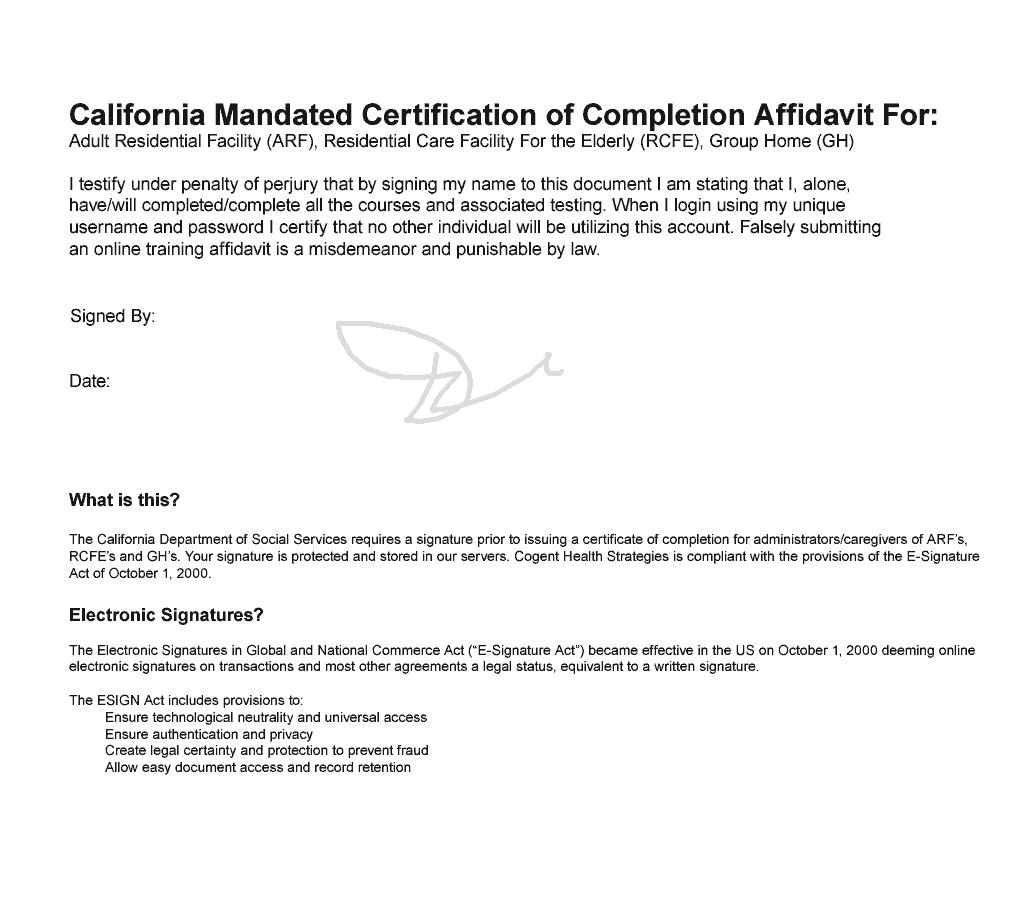 California Mandated Certification of Completion Affidavit For:
Adult Residential Facility (ARF), Residential Care Facility For the Elderly (RCFE), Group Home (GH)
I testify under penalty of perjury that by signing my name to this document I am stating that I, alone,
have/will completed/complete all the courses and associated testing. When I login using my unique
username and password I certify that no other individual will be utilizing this account. Falsely submitting
an online training affidavit is a misdemeanor and punishable by law.
Signed By:
Date:
What is this?
The California Department of Social Services requires a signature prior to issuing a certificate of completion for administrators/caregivers of ARF's,
RCFE's and GH's. Your signature is protected and stored in our servers. Cogent Health Strategies is compliant with the provisions of the E-Signature
Act of October 1, 2000.
Electronic Signatures?
The Electronic Signatures in Global and National Commerce Act (“E-Signature Act”) became effective in the US on October 1, 2000 deeming online
electronic signatures on transactions and most other agreements a legal status, equivalent to a written signature.
The ESIGN Act includes provisions to:
Ensure technological neutrality and universal access
Ensure authentication and privacy
Create legal certainty and protection to prevent fraud
Allow easy document access and record retention